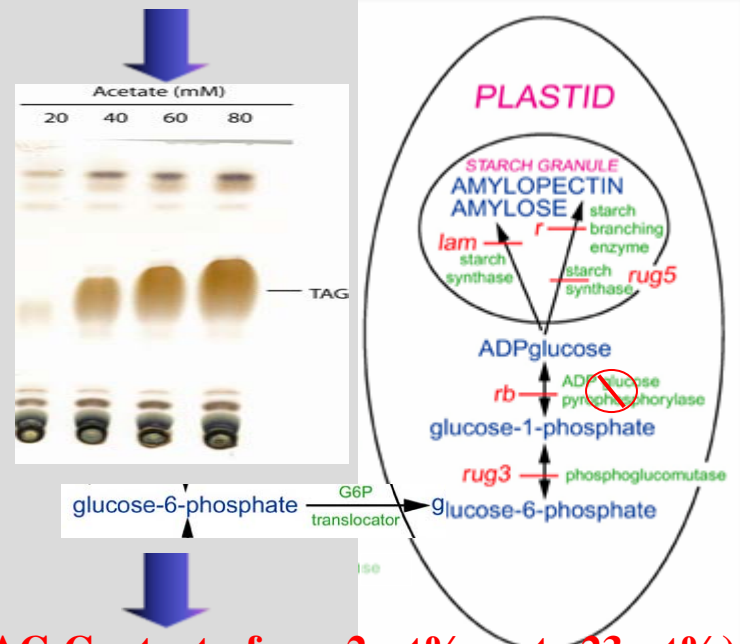 Acetate (mM)
20 40 60 80
TAG
PLASTID
STARCH GRANULE
AMYLOPECTIN
AMYLOSE
starch
branching
enzyme
r
lam
starch
synthase
starch
synthase
rug5
ADPglucose
rb
ADP glucose
pyrophosphorylase
glucose-1-phosphate
rug3
phosphoglucomutase
glucose-6-phosphate
G6P
translocator
glucose-6-phosphate